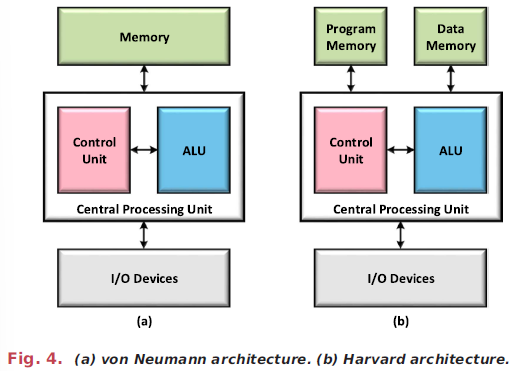 Memory
Control
Unit
ALU
Central Processing Unit
I/O Devices
(a)
Program
Memory
Data
Memory
Control
Unit
ALU
Central Processing Unit
I/O Devices
(b)
Fig. 4. (a) von Neumann architecture. (b) Harvard architecture.